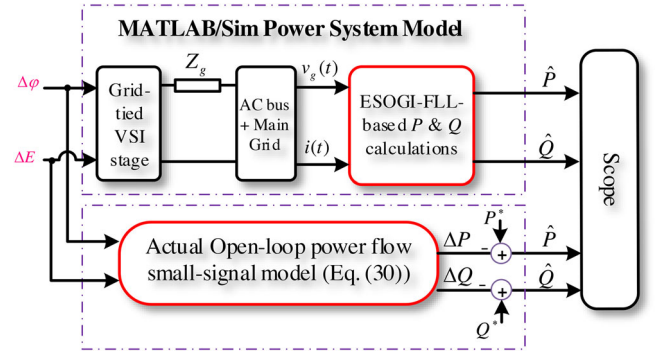 MATLAB/Sim Power System Model
Δφ
ΔE
Grid-
tied
VSI
stage
Z_g
AC bus
+ Main
Grid
v_g(t)
i(t)
ESOGI-FLL-
based P & Q
calculations
P̂
Q̂
Scope
Actual Open-loop power flow
small-signal model (Eq. (30))
ΔP
ΔQ
P*
-
+
P̂
-
+
Q̂
Q*